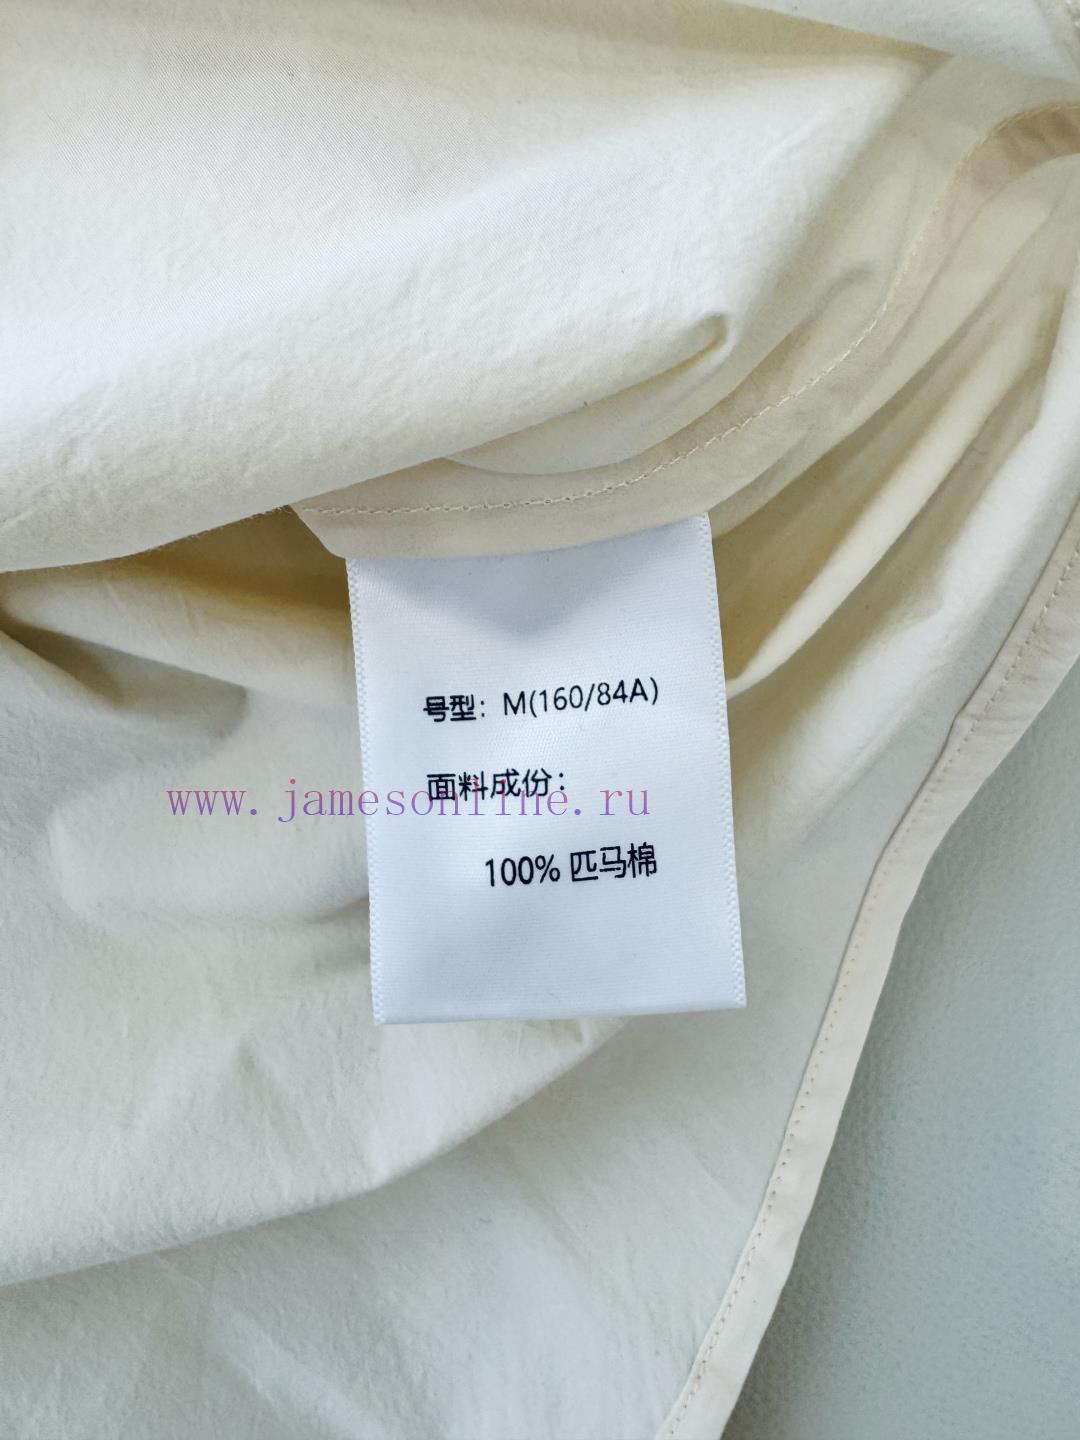 号型：M(160/84A)
面料成份：
www.jamesonline.ru
100% 匹马棉